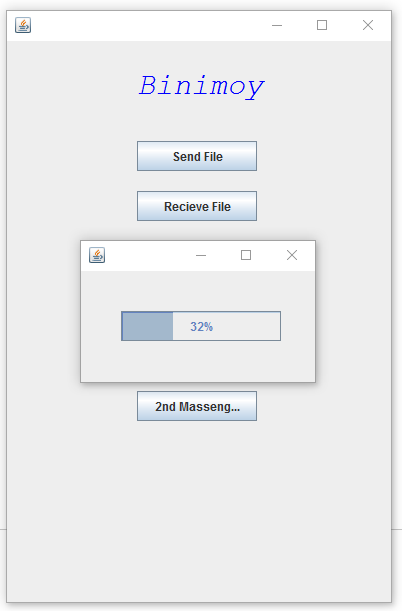 Binimoy
Send File
Recieve File
32%
2nd Masseng...